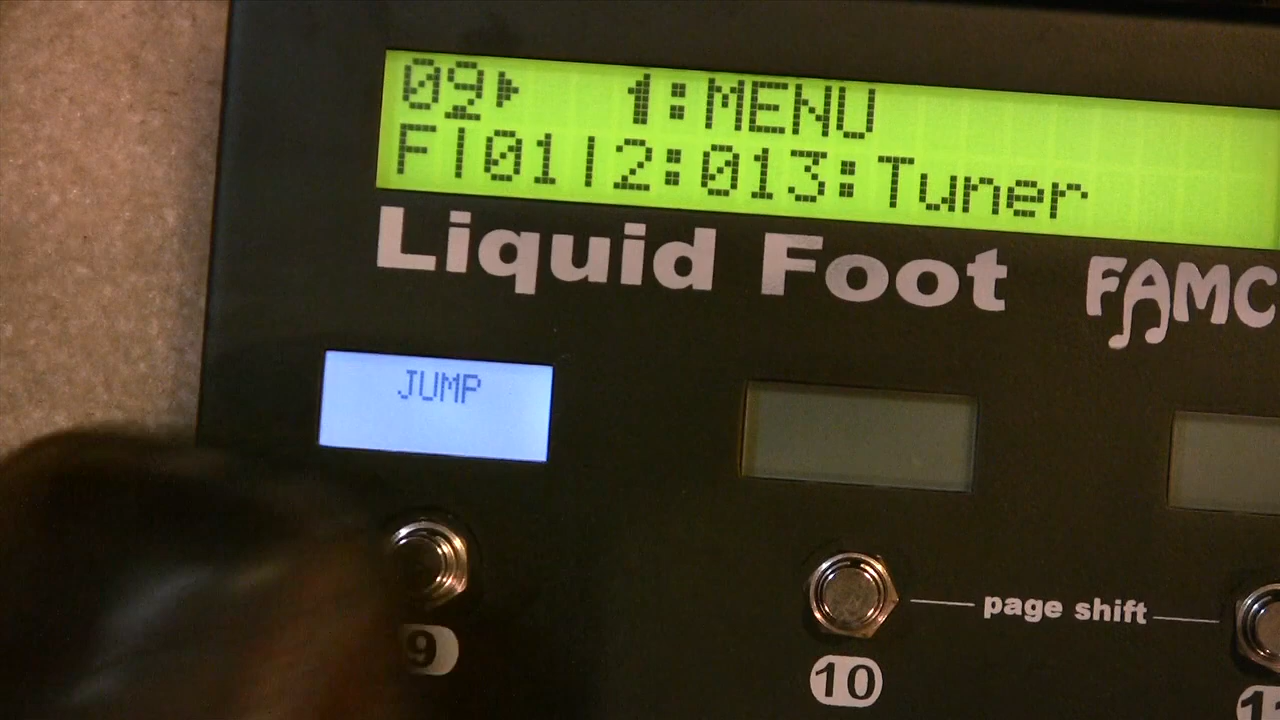 09▸ 1:MENU
F|01|2:013:Tuner
Liquid Foot FAMC
JUMP
page shift
9
10